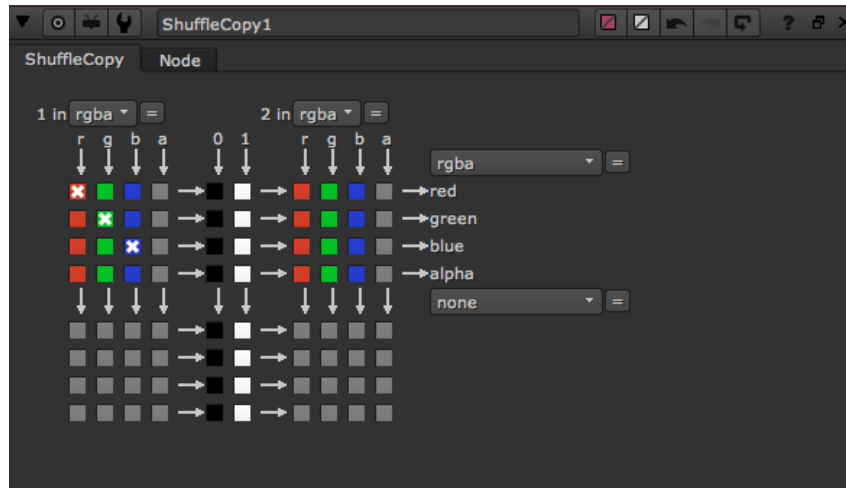 ShuffleCopy1 ?
ShuffleCopy Node
1 in rgba = 2 in rgba =
r g b a 0 1 r g b a
rgba =
red
green
blue
alpha
none =